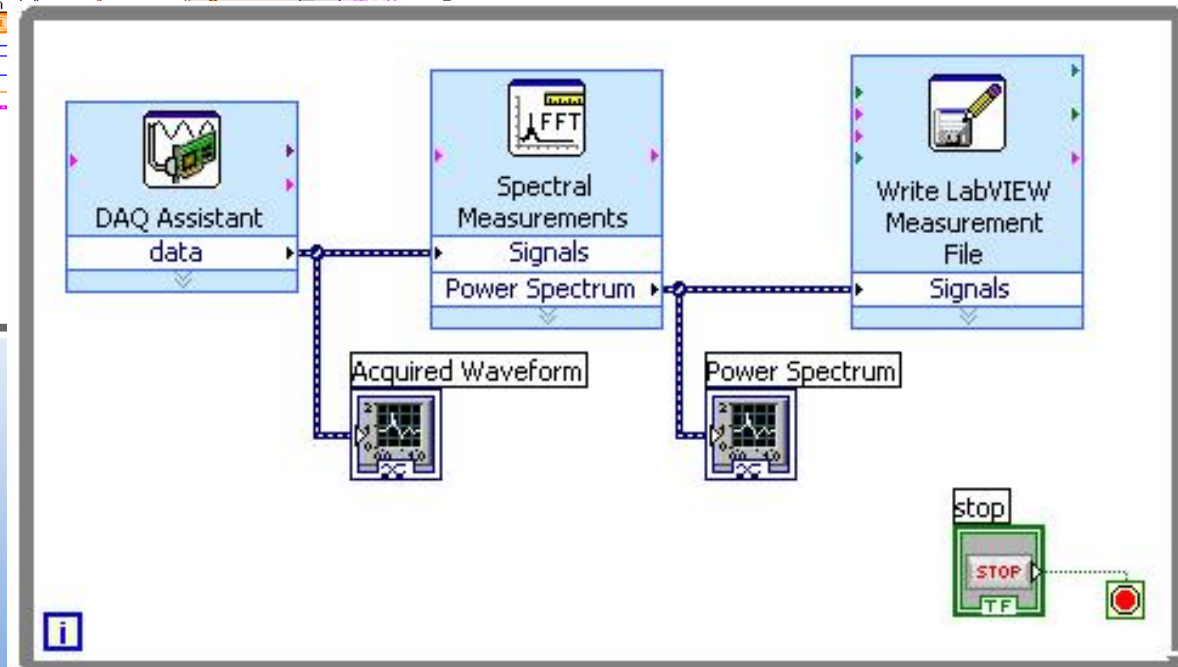 DAQ Assistant
data
FFT
Spectral
Measurements
Signals
Power Spectrum
Write LabVIEW
Measurement
File
Signals
Acquired Waveform
Power Spectrum
stop
STOP
TF
i